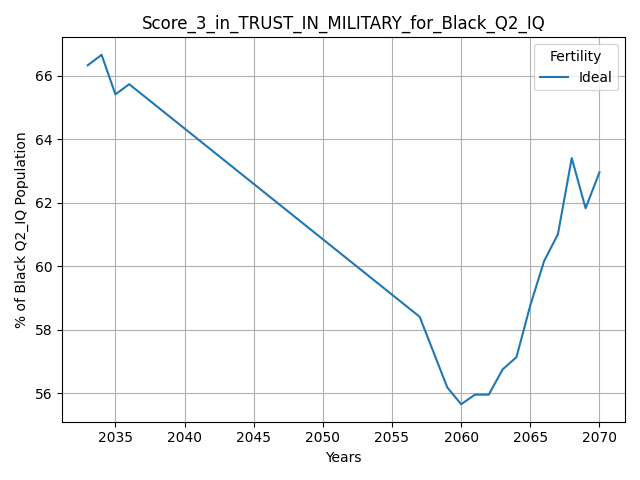 Score_3_in_TRUST_IN_MILITARY_for_Black_Q2_IQ
Fertility
Ideal
% of Black Q2_IQ Population
66
64
62
60
58
56
2035 2040 2045 2050 2055 2060 2065 2070
Years